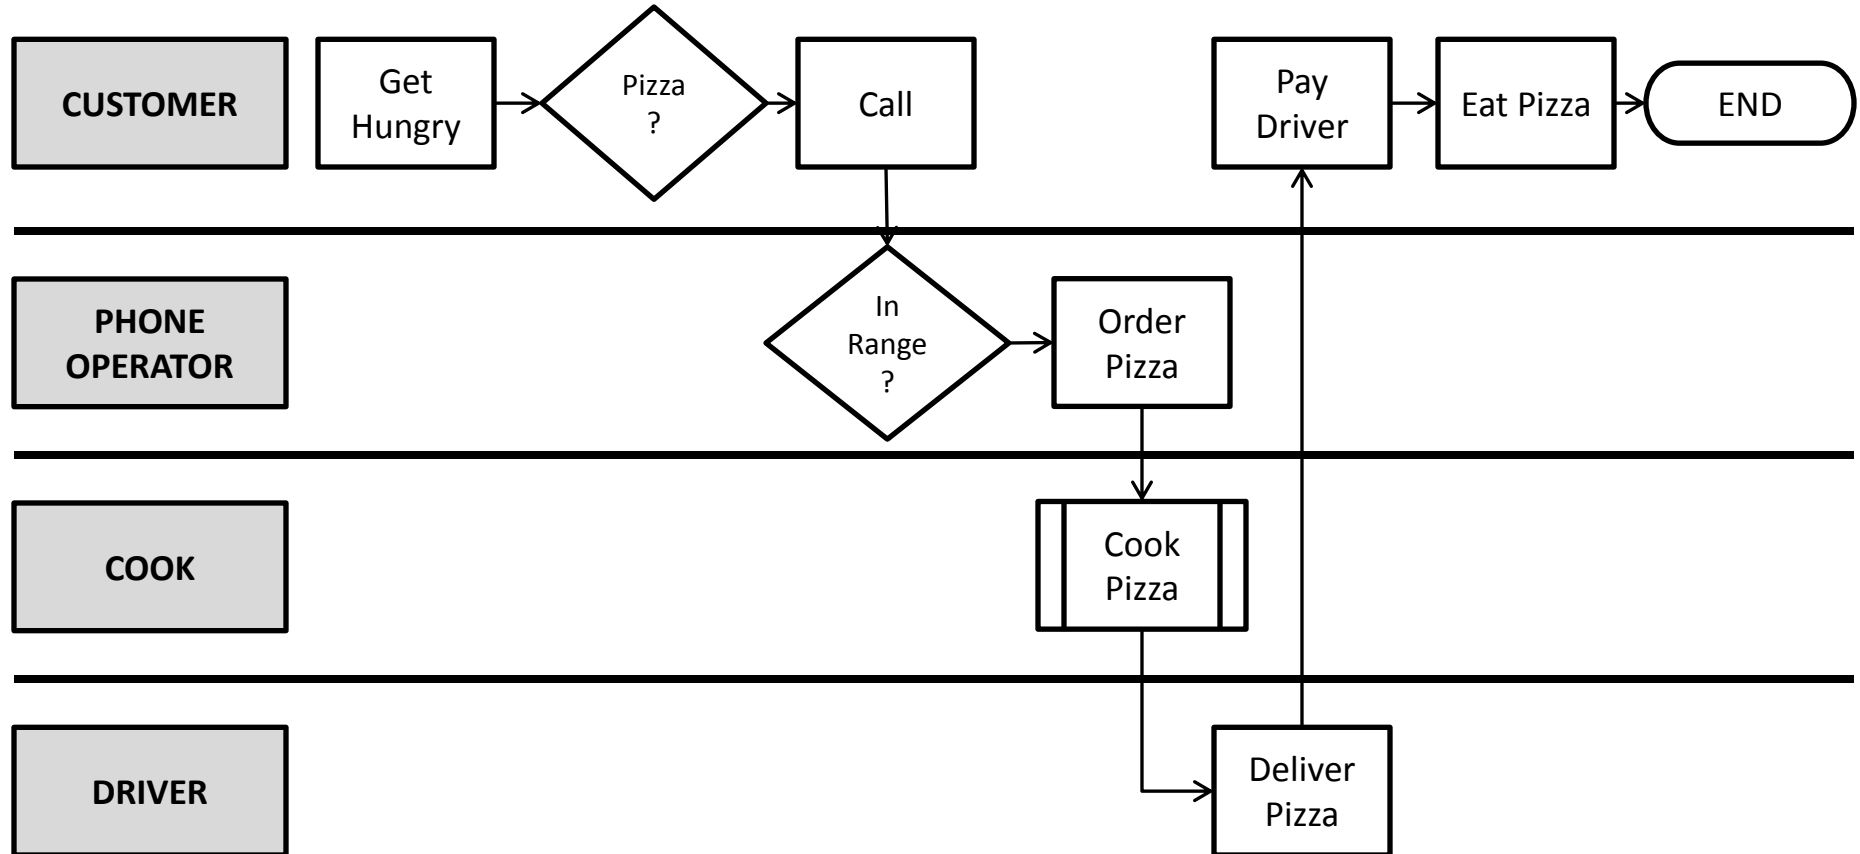 CUSTOMER
Get
Hungry
Pizza
?
Call
Pay
Driver
Eat Pizza
END
PHONE
OPERATOR
In
Range
?
Order
Pizza
COOK
Cook
Pizza
DRIVER
Deliver
Pizza